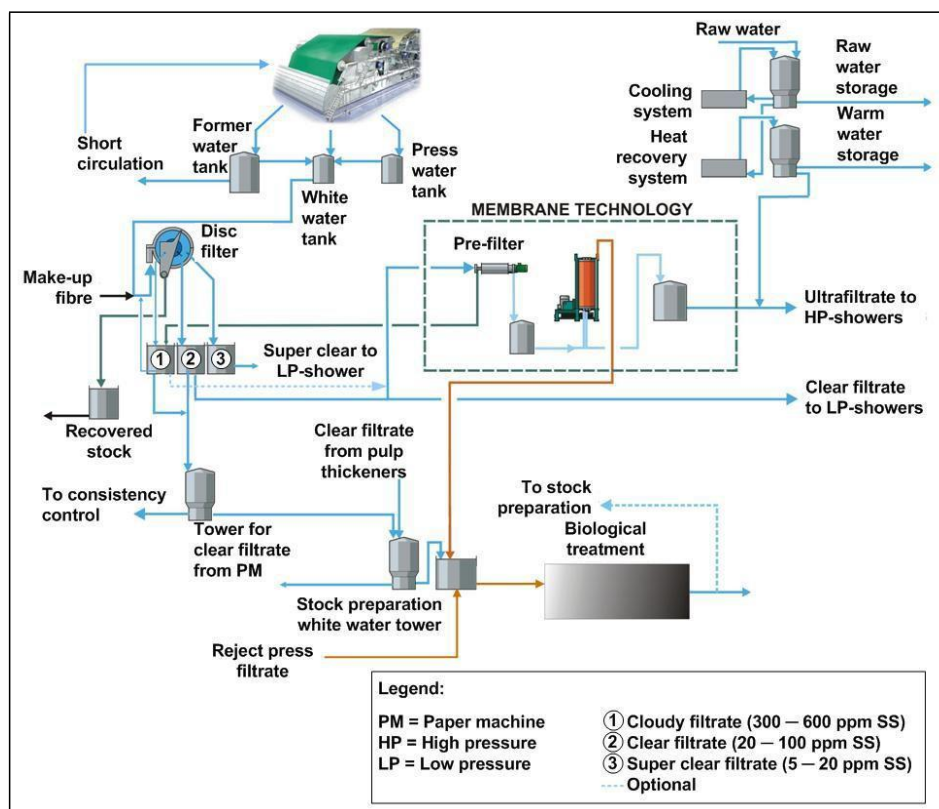 Raw water
Raw
water
storage
Cooling
system
Warm
water
storage
Heat
recovery
system
Former
water
tank
Short
circulation
Press
water
tank
White
water
tank
MEMBRANE TECHNOLOGY
Disc
filter
Pre-filter
Make-up
fibre
Ultrafiltrate to
HP-showers
1
2
3
Super clear to
LP-shower
Clear filtrate
to LP-showers
Recovered
stock
Clear filtrate
from pulp
thickeners
To consistency
control
Tower for
clear filtrate
from PM
To stock
preparation
Biological
treatment
Stock preparation
white water tower
Reject press
filtrate
Legend:
PM = Paper machine
HP = High pressure
LP = Low pressure
1 Cloudy filtrate (300 – 600 ppm SS)
2 Clear filtrate (20 – 100 ppm SS)
3 Super clear filtrate (5 – 20 ppm SS)
Optional